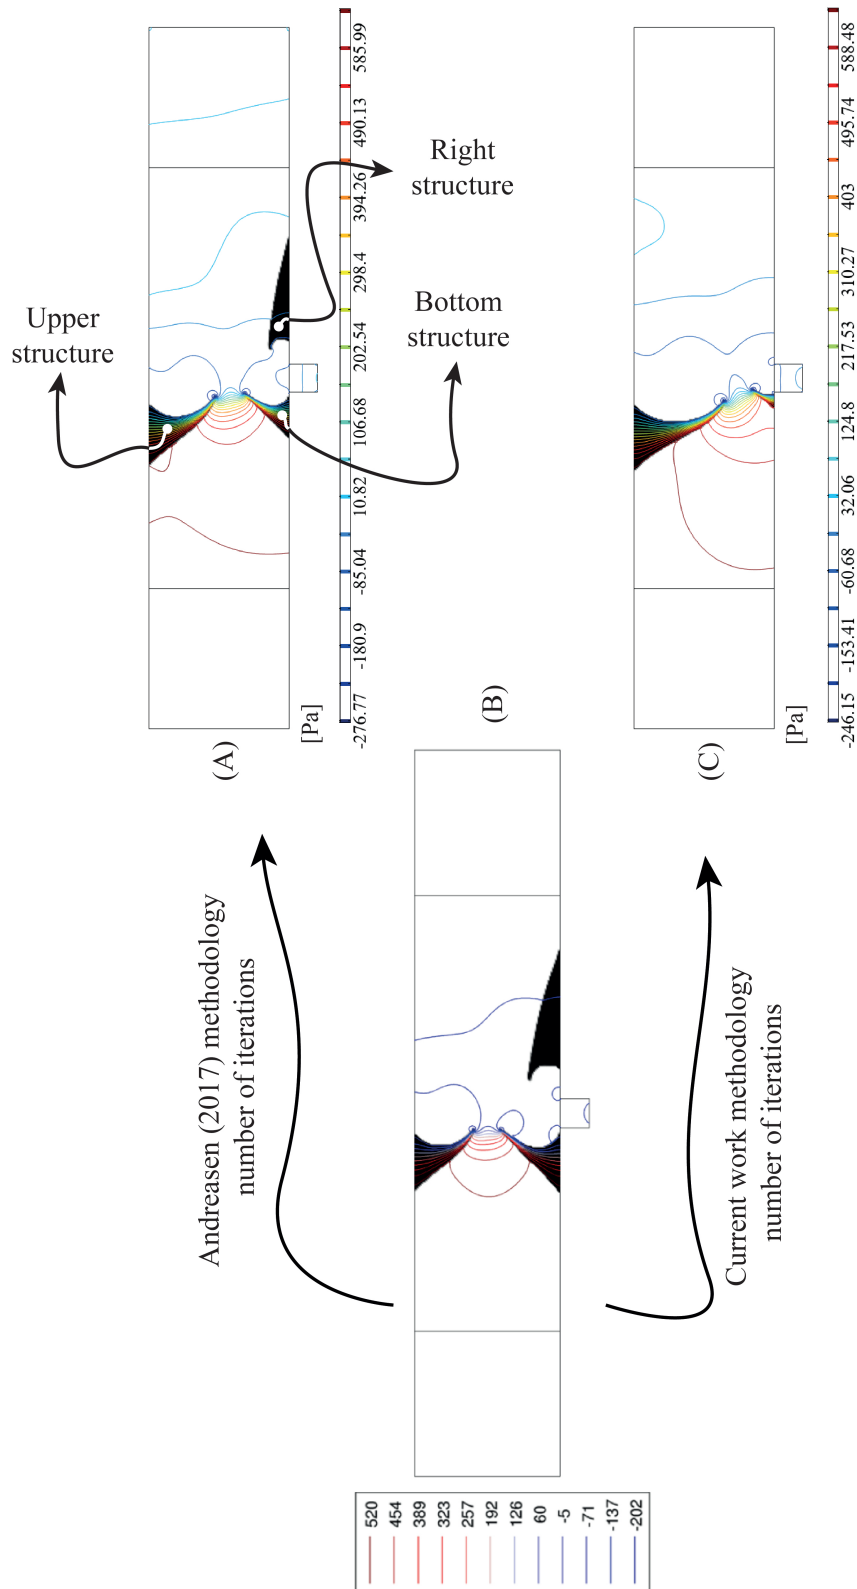 Upper
structure
Right
structure
Bottom
structure
585.99
490.13
394.26
298.4
202.54
106.68
10.82
-85.04
-180.9
-276.77
[Pa]
(A)
588.48
495.74
403
310.27
217.53
124.8
32.06
-60.68
-153.41
-246.15
[Pa]
(C)
(B)
Andreasen (2017) methodology
number of iterations
Current work methodology
number of iterations
520
454
389
323
257
192
126
60
-5
-71
-137
-202